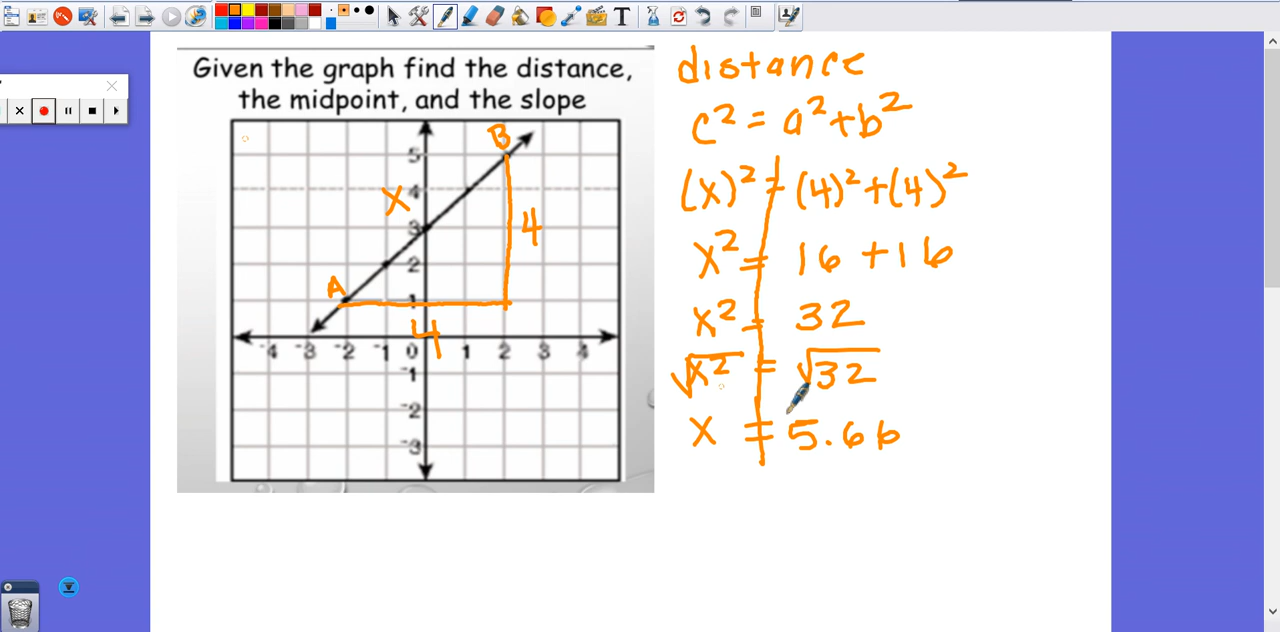 Given the graph find the distance,
the midpoint, and the slope
B
5
X
4
3
4
2
A
1
4
-4 -3 -2 -1 0 1 2 3 4
-1
-2
-3
distance
c² = a² + b²
(x)² = (4)² + (4)²
x² = 16 + 16
x² = 32
√x² = √32
x = 5.66
T